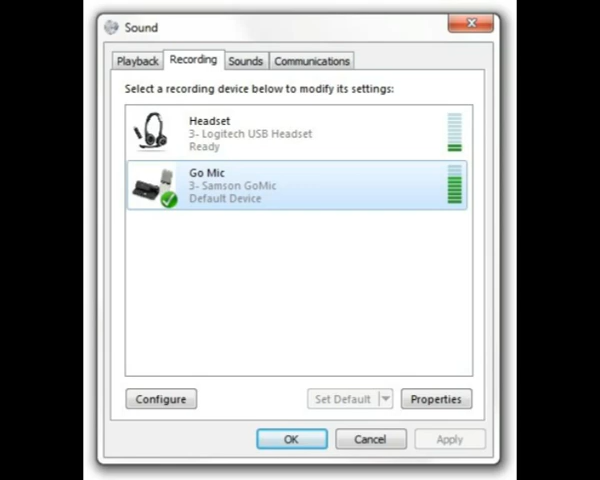 Sound
Playback
Recording
Sounds
Communications
Select a recording device below to modify its settings:
Headset
3- Logitech USB Headset
Ready
Go Mic
3- Samson GoMic
Default Device
Configure
Set Default
Properties
OK
Cancel
Apply